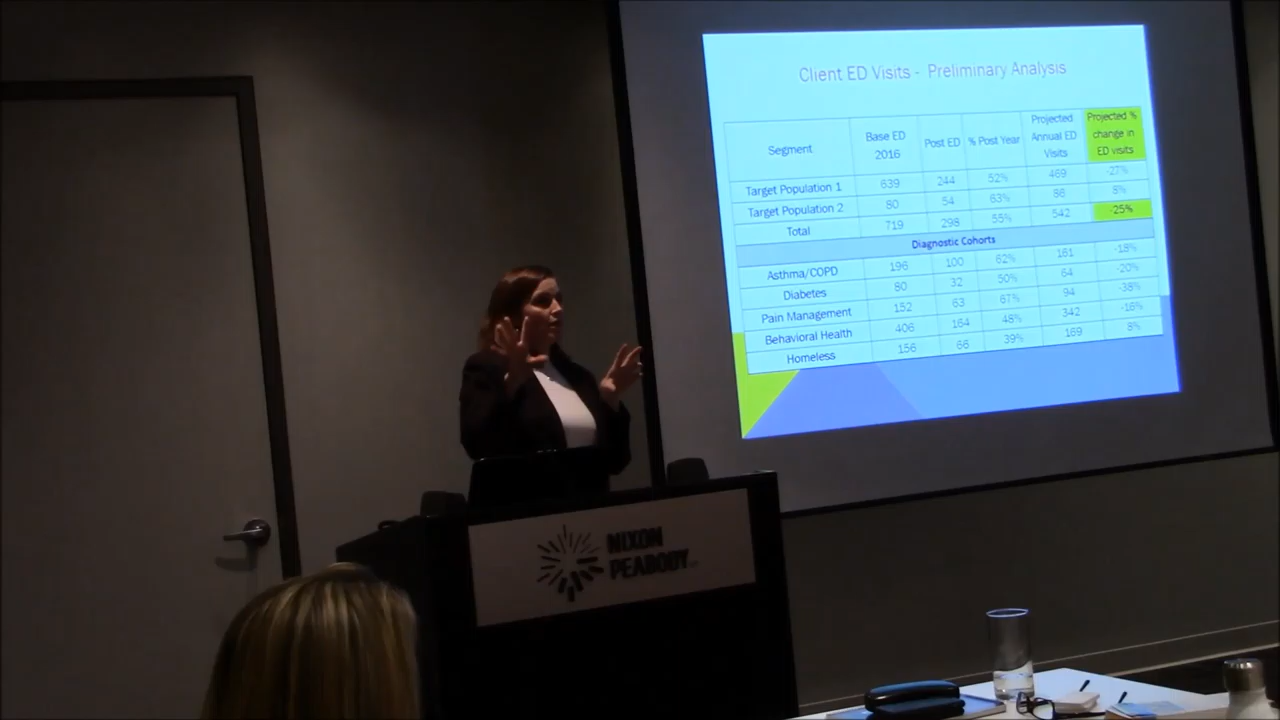 Client ED Visits - Preliminary Analysis
Segment Base ED 2016 Post ED % Post Year Projected Annual ED Visits Projected % change in ED visits
Target Population 1 639 244 52% 469 -27%
Target Population 2 80 54 63% 86 8%
Total 719 298 55% 542 -25%
Diagnostic Cohorts
Asthma/COPD 196 100 62% 161 -18%
Diabetes 80 32 50% 64 -20%
Pain Management 152 63 67% 94 -38%
Behavioral Health 406 164 48% 342 -16%
Homeless 156 66 39% 169 8%
NIXON
PEABODY